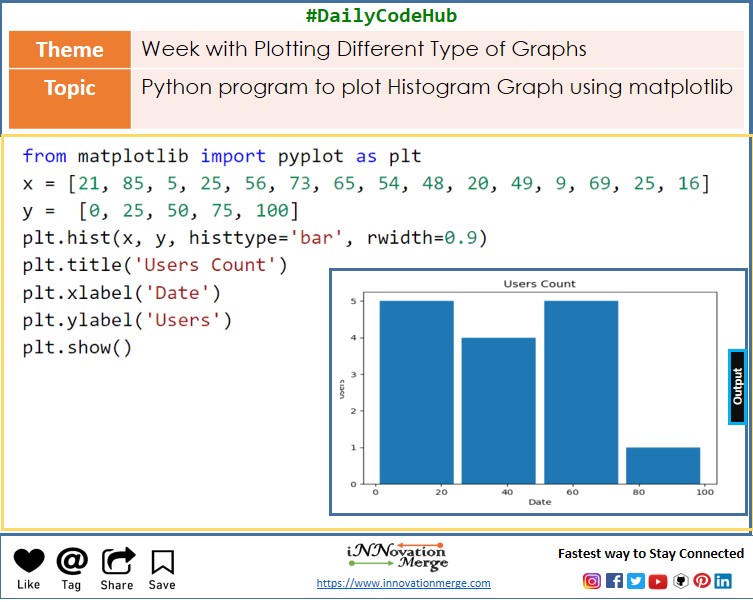 #DailyCodeHub
Theme
Week with Plotting Different Type of Graphs
Topic
Python program to plot Histogram Graph using matplotlib
from matplotlib import pyplot as plt
x = [21, 85, 5, 25, 56, 73, 65, 54, 48, 20, 49, 9, 69, 25, 16]
y =  [0, 25, 50, 75, 100]
plt.hist(x, y, histtype='bar', rwidth=0.9)
plt.title('Users Count')
plt.xlabel('Date')
plt.ylabel('Users')
plt.show()
Users Count
5
4
3
2
1
0
Users
0 20 40 60 80 100
Date
Output
Like
Tag
Share
Save
iNNovation
Merge
https://www.innovationmerge.com
Fastest way to Stay Connected